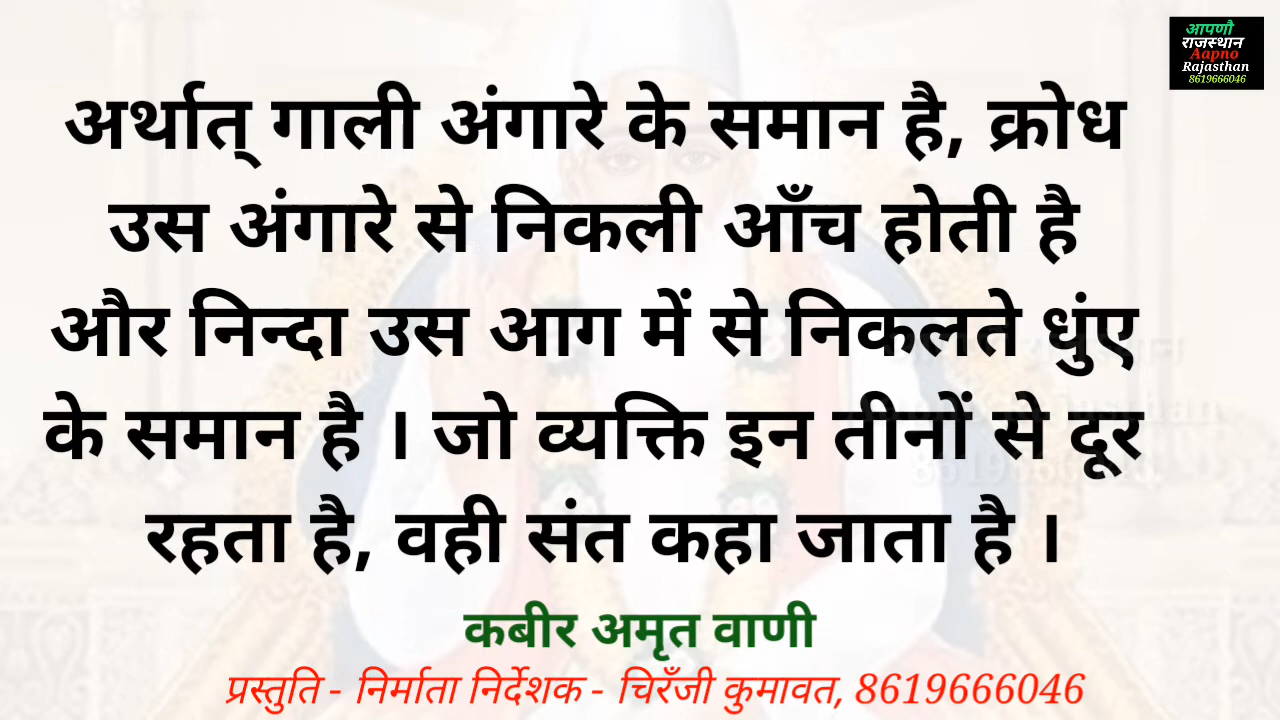 आपणौ
राजस्थान
Aapno
Rajasthan
8619666046
अर्थात् गाली अंगारे के समान है, क्रोध
उस अंगारे से निकली आँच होती है
और निन्दा उस आग में से निकलते धुंए
के समान है । जो व्यक्ति इन तीनों से दूर
रहता है, वही संत कहा जाता है ।
कबीर अमृत वाणी
प्रस्तुति - निर्माता निर्देशक - चिरँजी कुमावत, 8619666046